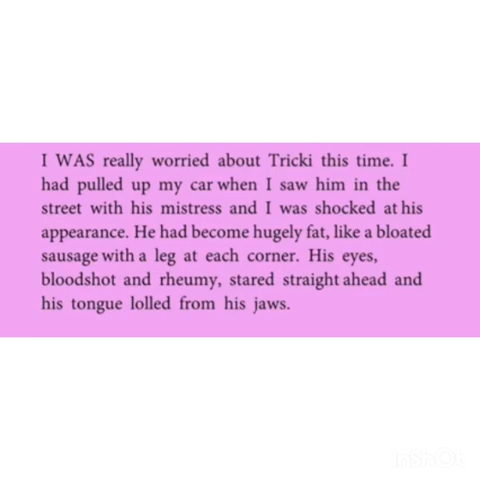 I WAS really worried about Tricki this time. I
had pulled up my car when I saw him in the
street with his mistress and I was shocked at his
appearance. He had become hugely fat, like a bloated
sausage with a leg at each corner. His eyes,
bloodshot and rheumy, stared straight ahead and
his tongue lolled from his jaws.